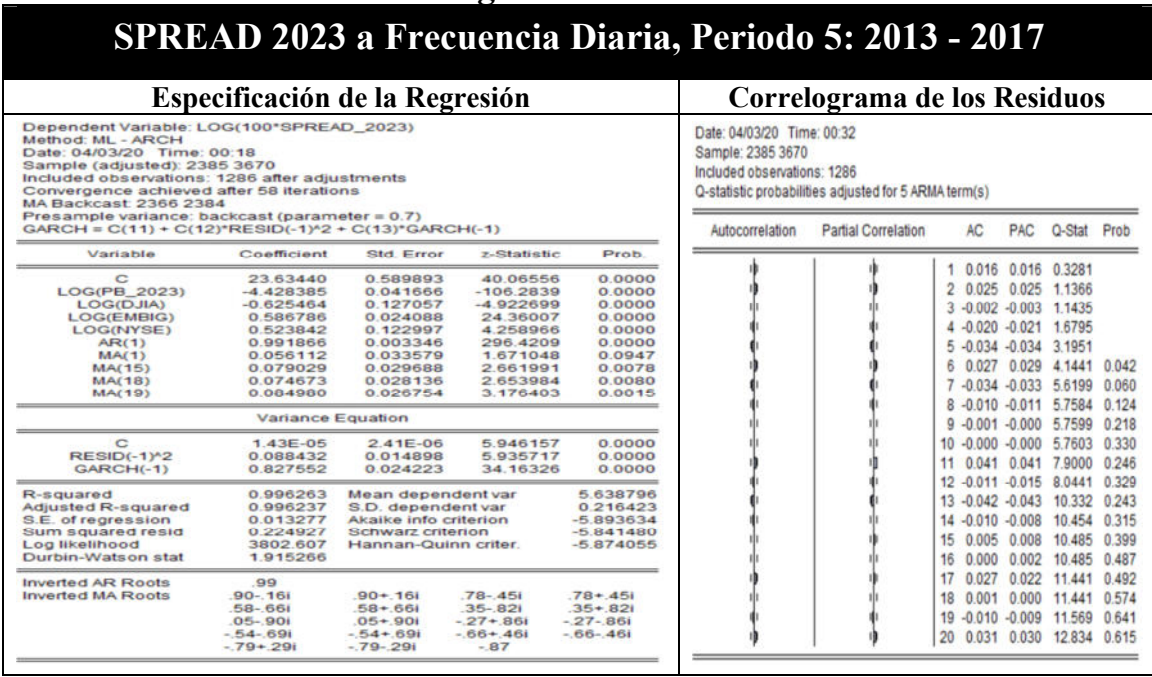 SPREAD 2023 a Frecuencia Diaria, Periodo 5: 2013 - 2017
Especificación de la Regresión
Dependent Variable: LOG(100*SPREAD_2023)
Method: ML - ARCH
Date: 04/03/20 Time: 00:18
Sample (adjusted): 2385 3670
Included observations: 1286 after adjustments
Convergence achieved after 58 iterations
MA Backcast: 2366 2384
Presample variance: backcast (parameter = 0.7)
GARCH = C(11) + C(12)*RESID(-1)^2 + C(13)*GARCH(-1)
Variable Coefficient Std. Error z-Statistic Prob.
C 23.63440 0.589893 40.06556 0.0000
LOG(PB_2023) -4.428385 0.041666 -106.2839 0.0000
LOG(DJIA) -0.625464 0.127057 -4.922699 0.0000
LOG(EMBIG) 0.586786 0.024088 24.36007 0.0000
LOG(NYSE) 0.523842 0.122997 4.258966 0.0000
AR(1) 0.991866 0.003346 296.4209 0.0000
MA(1) 0.056112 0.033579 1.671048 0.0947
MA(15) 0.079029 0.029688 2.661991 0.0078
MA(18) 0.074673 0.028136 2.653984 0.0080
MA(19) 0.084980 0.026754 3.176403 0.0015
Variance Equation
C 1.43E-05 2.41E-06 5.946157 0.0000
RESID(-1)^2 0.088432 0.014898 5.935717 0.0000
GARCH(-1) 0.827552 0.024223 34.16326 0.0000
R-squared 0.996263 Mean dependent var 5.638796
Adjusted R-squared 0.996237 S.D. dependent var 0.216423
S.E. of regression 0.013277 Akaike info criterion -5.893634
Sum squared resid 0.224927 Schwarz criterion -5.841480
Log likelihood 3802.607 Hannan-Quinn criter. -5.874055
Durbin-Watson stat 1.915266
Inverted AR Roots .99
Inverted MA Roots .90-.16i .90+.16i .78-.45i .78+.45i
.58-.66i .58+.66i .35-.82i .35+.82i
.05-.90i .05+.90i -.27+.86i -.27-.86i
-.54-.69i -.54+.69i -.66+.46i -.66-.46i
-.79+.29i -.79-.29i -.87
Correlograma de los Residuos
Date: 04/03/20 Time: 00:32
Sample: 2385 3670
Included observations: 1286
Q-statistic probabilities adjusted for 5 ARMA term(s)
Autocorrelation Partial Correlation AC PAC Q-Stat Prob
1 0.016 0.016 0.3281
2 0.025 0.025 1.1366
3 -0.002 -0.003 1.1435
4 -0.020 -0.021 1.6795
5 -0.034 -0.034 3.1951
6 0.027 0.029 4.1441 0.042
7 -0.034 -0.033 5.6199 0.060
8 -0.010 -0.011 5.7584 0.124
9 -0.001 -0.000 5.7599 0.218
10 -0.000 -0.000 5.7603 0.330
11 0.041 0.041 7.9000 0.246
12 -0.011 -0.015 8.0441 0.329
13 -0.042 -0.043 10.332 0.243
14 -0.010 -0.008 10.454 0.315
15 0.005 0.008 10.485 0.399
16 0.000 0.002 10.485 0.487
17 0.027 0.022 11.441 0.492
18 0.001 0.000 11.441 0.574
19 -0.010 -0.009 11.569 0.641
20 0.031 0.030 12.834 0.615